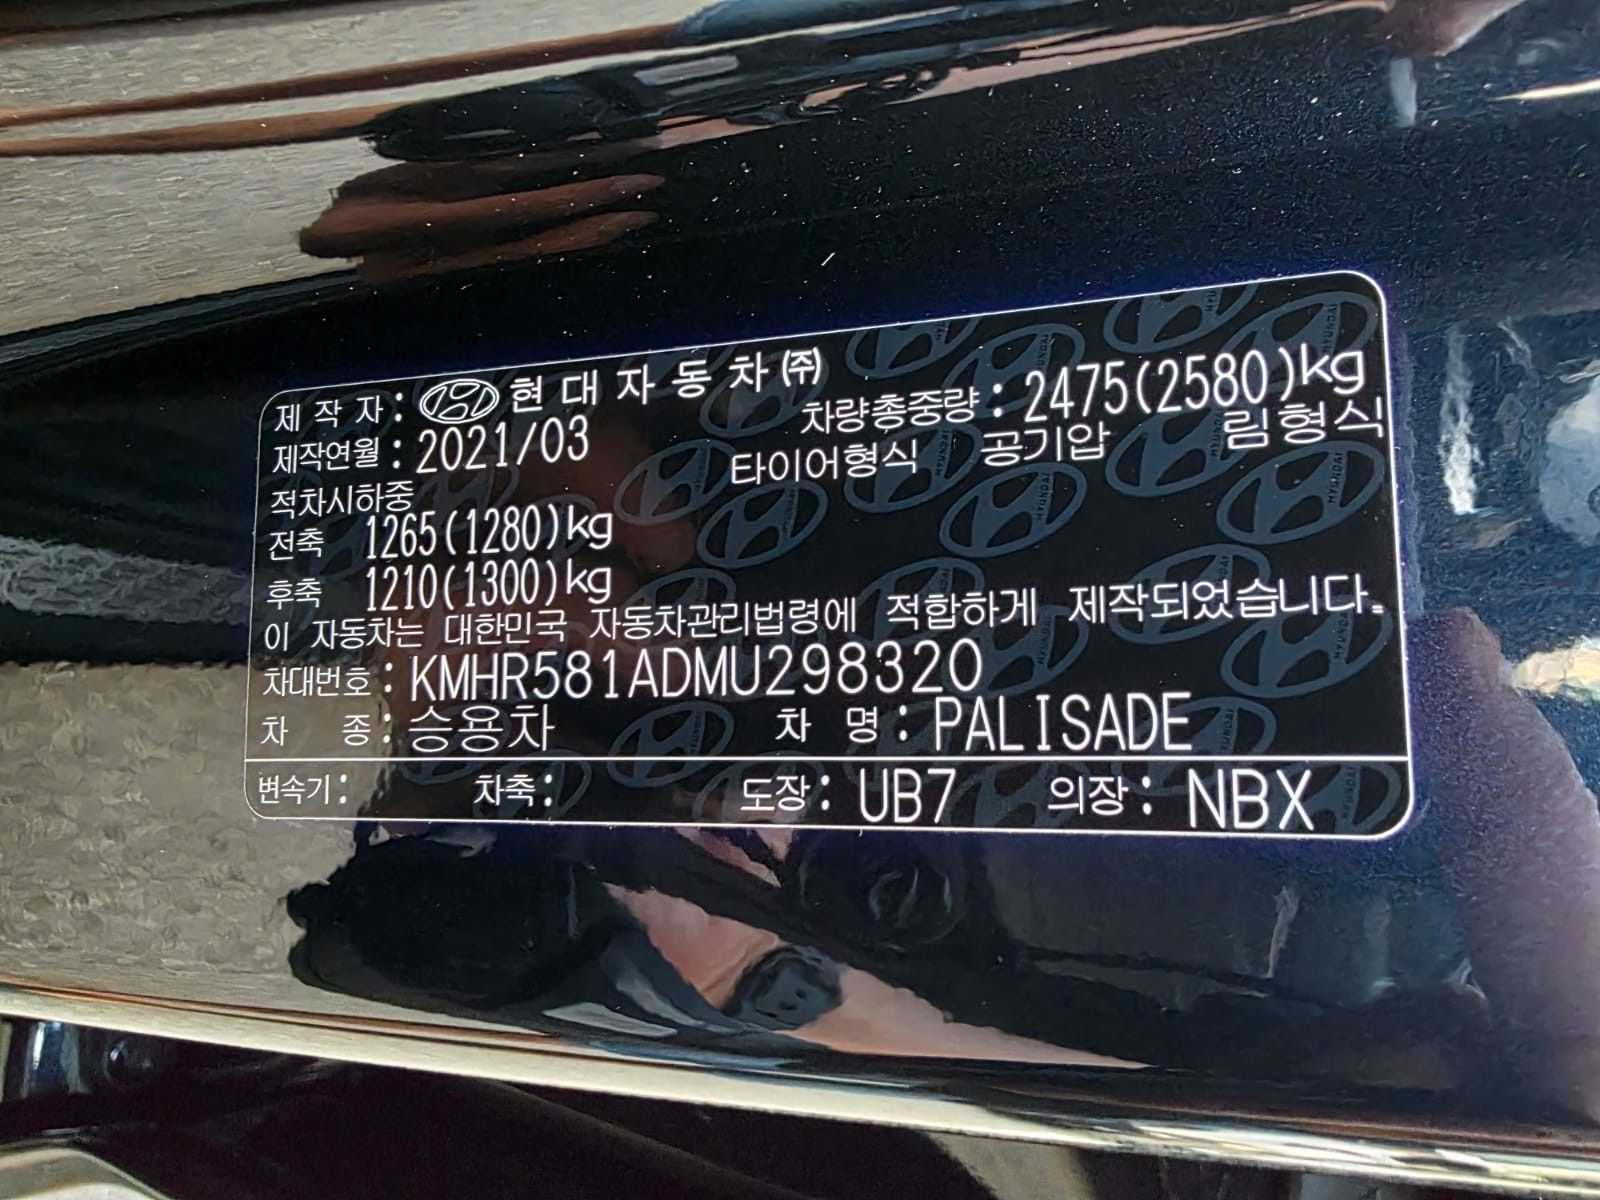 제 작 자 : 현 대 자 동 차 ㈜
제작연월 : 2021/03 차량총중량 : 2475(2580)kg
적차시하중 타이어형식 공기압 림형식
전축 1265(1280)kg
후축 1210(1300)kg
이 자동차는 대한민국 자동차관리법령에 적합하게 제작되었습니다.
차대번호 : KMHR581ADMU298320
차 종 : 승용차 차 명 : PALISADE
변속기 : 차축 : 도장 : UB7 의장 : NBX
HYUNDAI